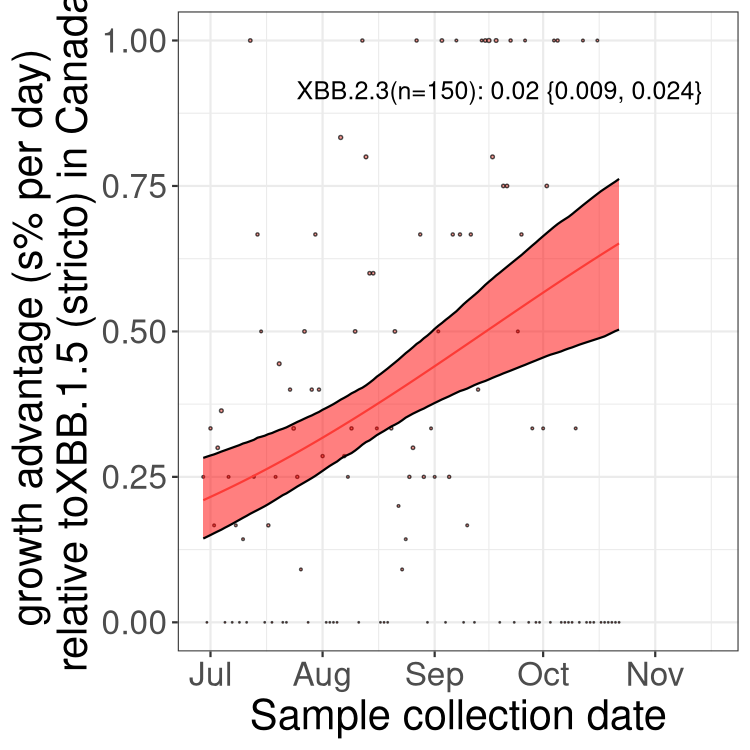 growth advantage (s% per day)
relative toXBB.1.5 (stricto) in Canada
1.00
0.75
0.50
0.25
0.00
XBB.2.3(n=150): 0.02 {0.009, 0.024}
Jul Aug Sep Oct Nov
Sample collection date